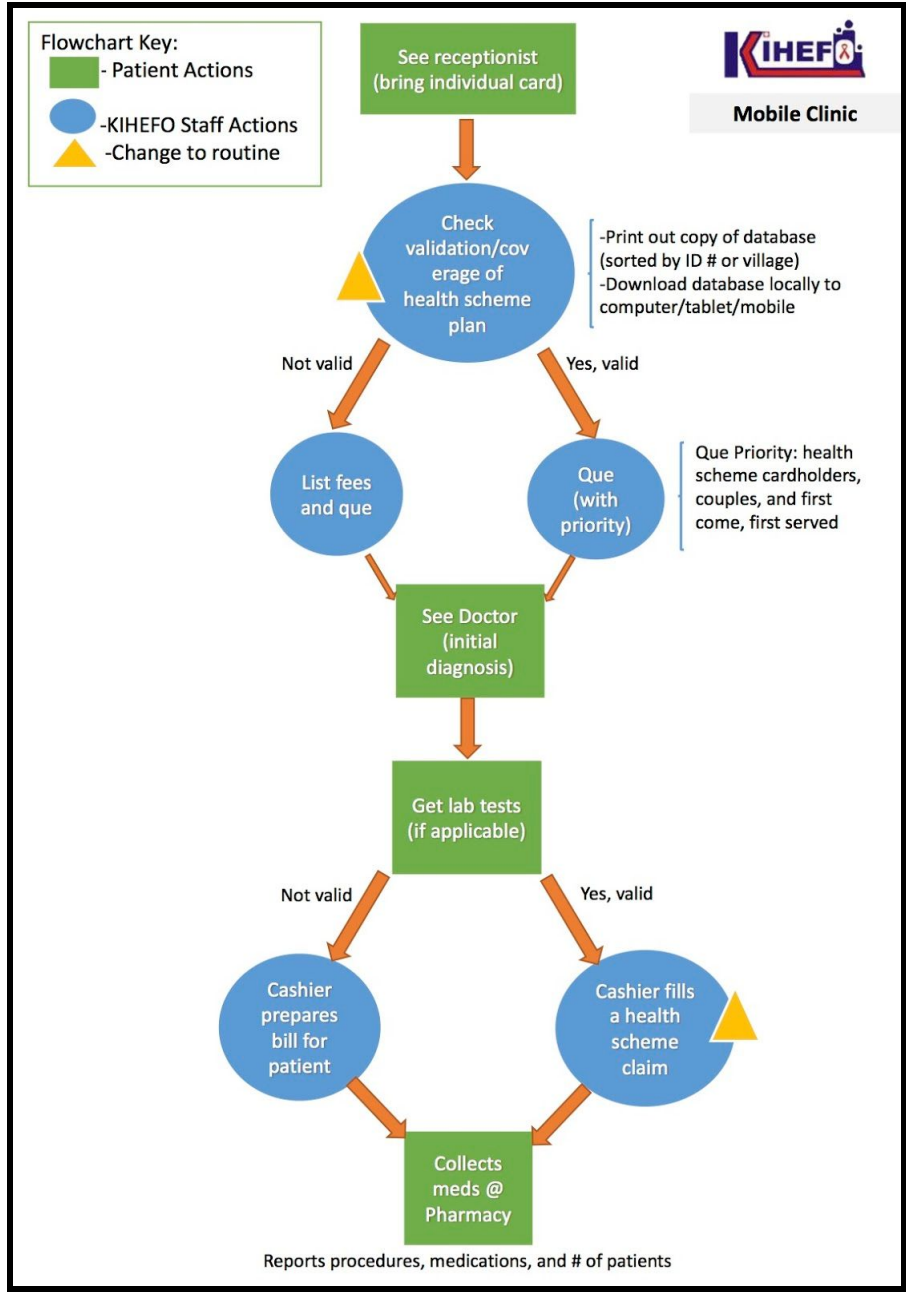 Flowchart Key:
- Patient Actions
-KIHEFO Staff Actions
-Change to routine
KIHEFO
Mobile Clinic
See receptionist
(bring individual card)
Check
validation/cov
erage of
health scheme
plan
-Print out copy of database
(sorted by ID # or village)
-Download database locally to
computer/tablet/mobile
Not valid
Yes, valid
List fees
and que
Que
(with
priority)
Que Priority: health
scheme cardholders,
couples, and first
come, first served
See Doctor
(initial
diagnosis)
Get lab tests
(if applicable)
Not valid
Yes, valid
Cashier
prepares
bill for
patient
Cashier fills
a health
scheme
claim
Collects
meds @
Pharmacy
Reports procedures, medications, and # of patients